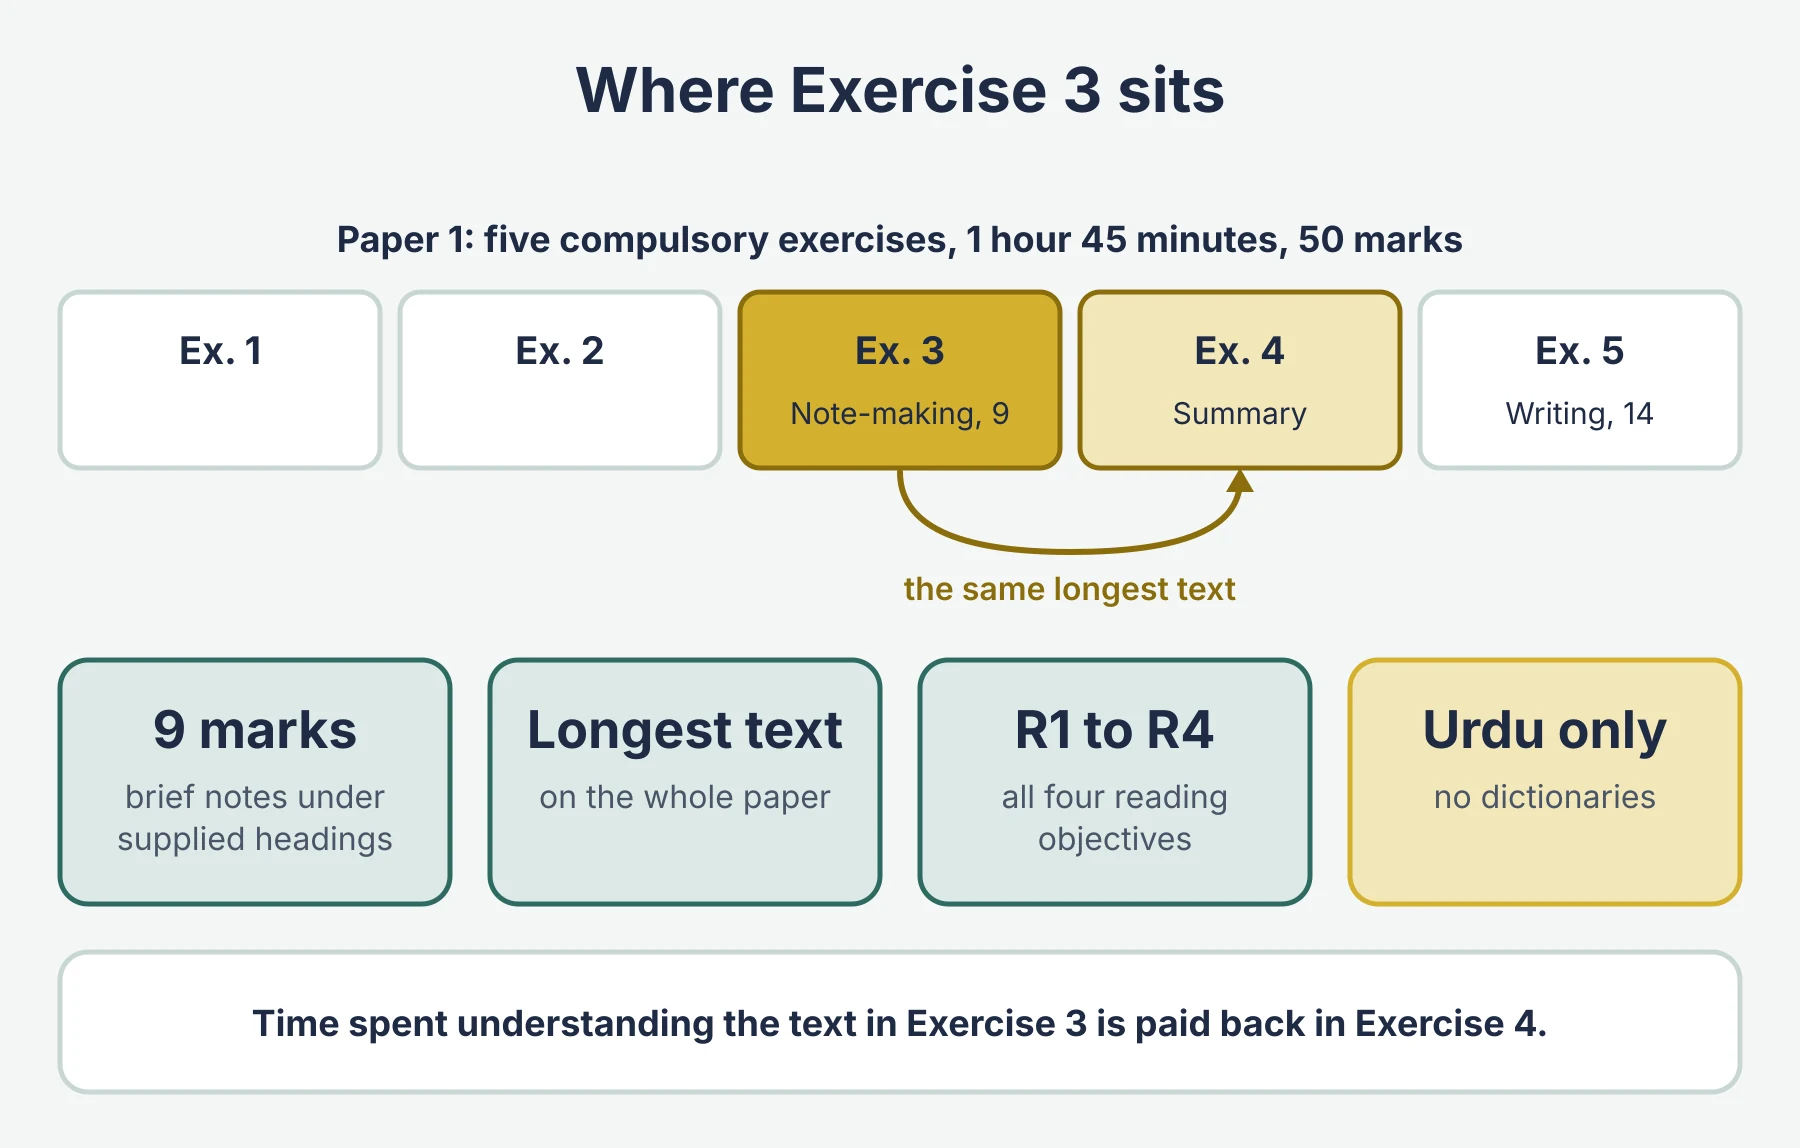 Where Exercise 3 sits
Paper 1: five compulsory exercises, 1 hour 45 minutes, 50 marks
Ex. 1
Ex. 2
Ex. 3
Note-making, 9
Ex. 4
Summary
Ex. 5
Writing, 14
the same longest text
9 marks
brief notes under
supplied headings
Longest text
on the whole paper
R1 to R4
all four reading
objectives
Urdu only
no dictionaries
Time spent understanding the text in Exercise 3 is paid back in Exercise 4.